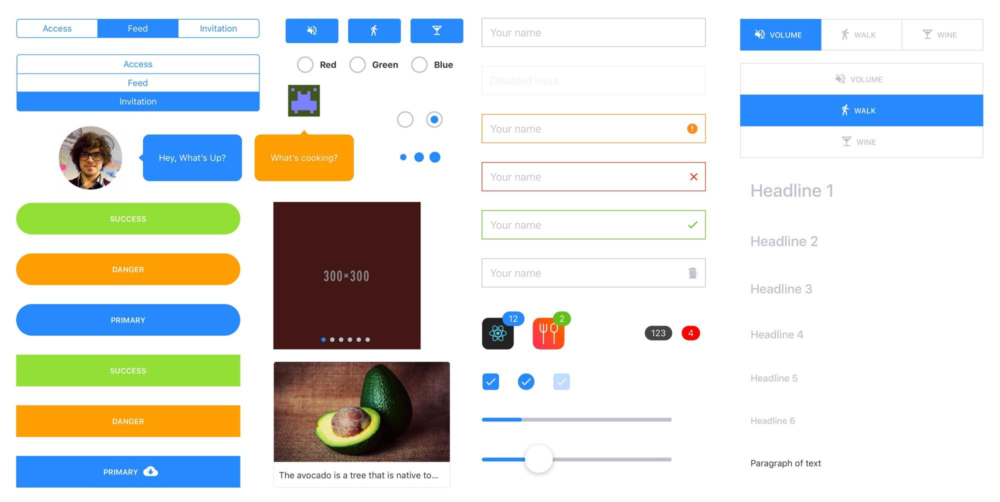 Access
Feed
Invitation
Access
Feed
Invitation
Hey, What's Up?
What's cooking?
SUCCESS
DANGER
PRIMARY
SUCCESS
DANGER
PRIMARY
Red
Green
Blue
300×300
The avocado is a tree that is native to...
Your name
Disabled input
Your name
Your name
Your name
Your name
12
2
123
4
VOLUME
WALK
WINE
VOLUME
WALK
WINE
Headline 1
Headline 2
Headline 3
Headline 4
Headline 5
Headline 6
Paragraph of text